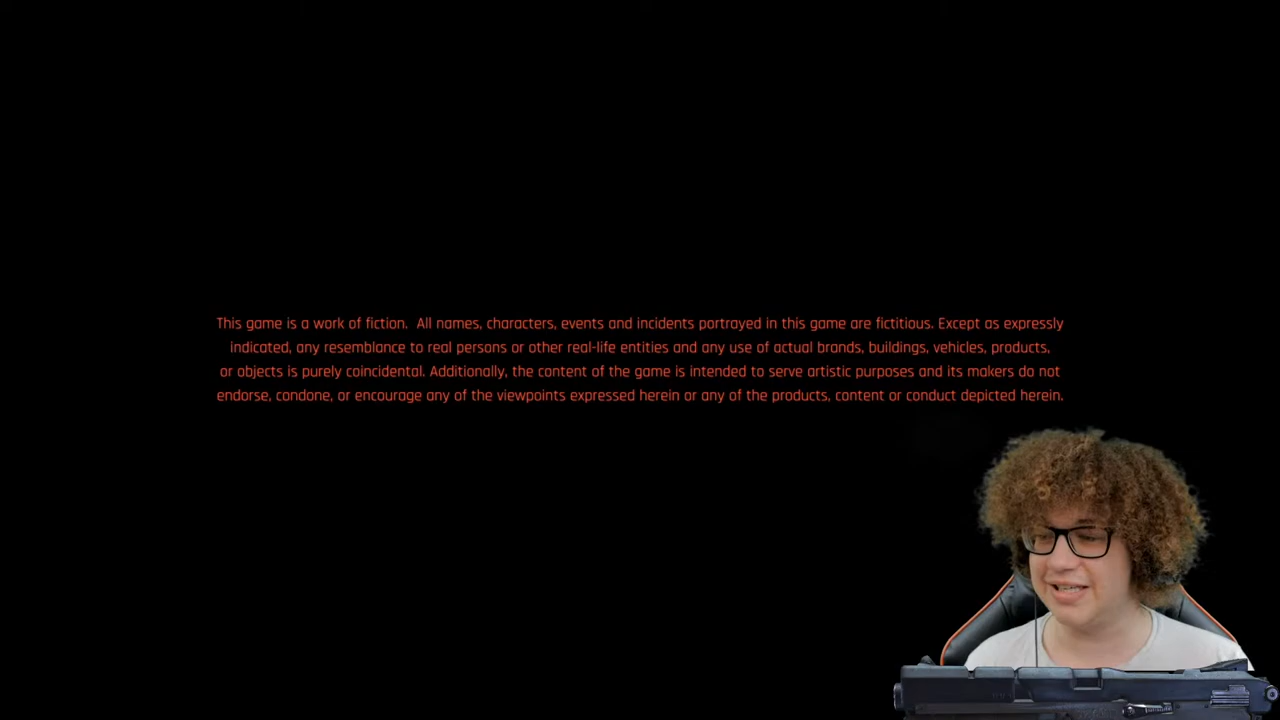 This game is a work of fiction.  All names, characters, events and incidents portrayed in this game are fictitious. Except as expressly
indicated, any resemblance to real persons or other real-life entities and any use of actual brands, buildings, vehicles, products,
or objects is purely coincidental. Additionally, the content of the game is intended to serve artistic purposes and its makers do not
endorse, condone, or encourage any of the viewpoints expressed herein or any of the products, content or conduct depicted herein.